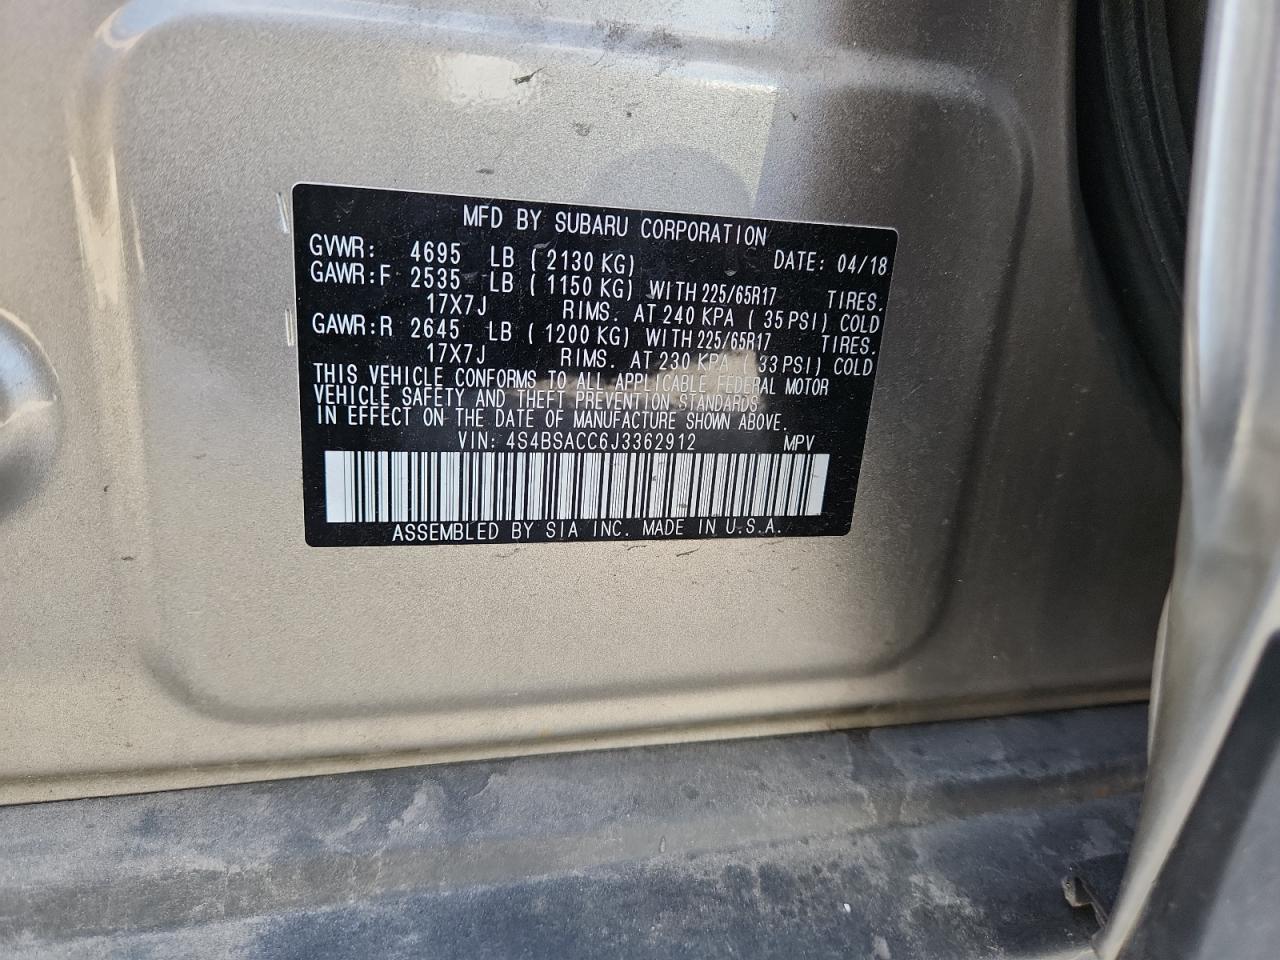 MFD BY SUBARU CORPORATION
GVWR: 4695 LB ( 2130 KG) DATE: 04/18
GAWR:F 2535 LB ( 1150 KG) WITH 225/65R17 TIRES.
17X7J RIMS. AT 240 KPA ( 35 PSI) COLD
GAWR:R 2645 LB ( 1200 KG) WITH 225/65R17 TIRES.
17X7J RIMS. AT 230 KPA ( 33 PSI) COLD
THIS VEHICLE CONFORMS TO ALL APPLICABLE FEDERAL MOTOR
VEHICLE SAFETY AND THEFT PREVENTION STANDARDS
IN EFFECT ON THE DATE OF MANUFACTURE SHOWN ABOVE.
VIN: 4S4BSACC6J3362912 MPV
ASSEMBLED BY SIA INC. MADE IN U.S.A.